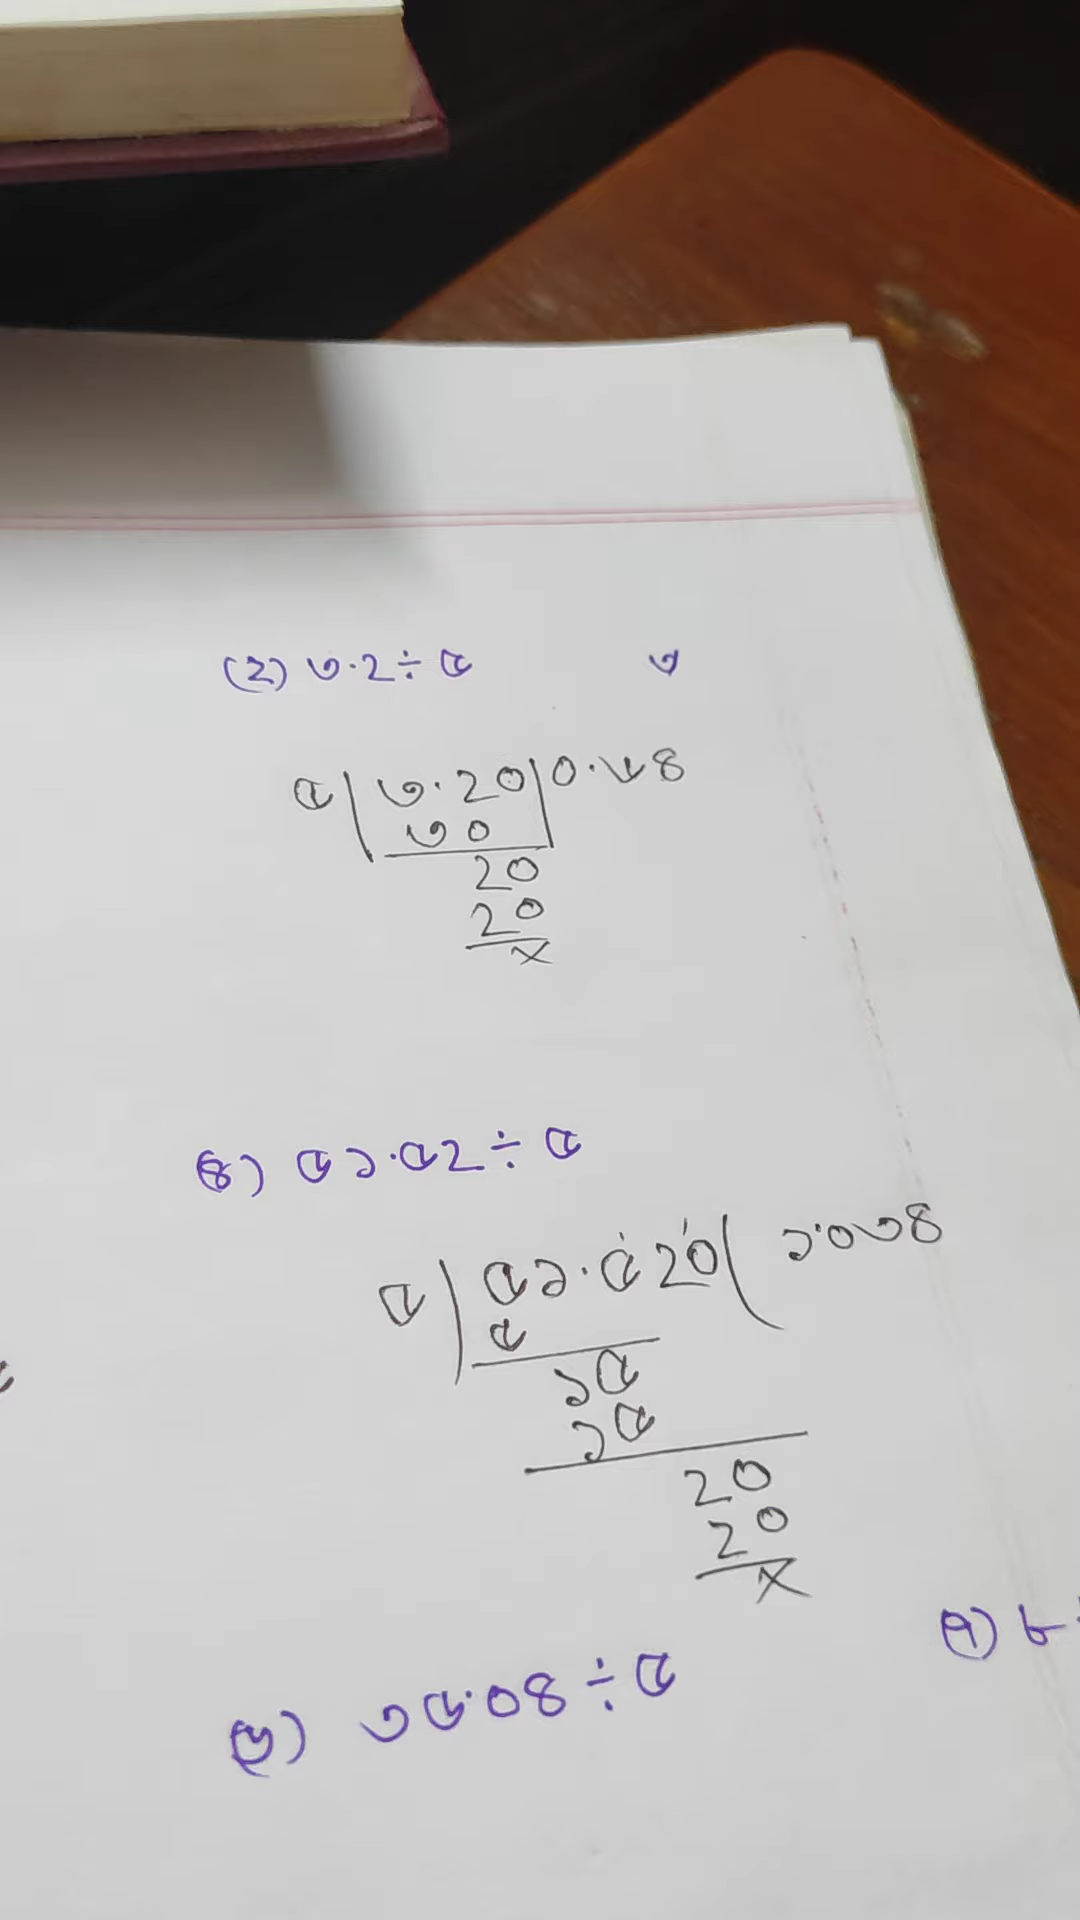 (২) ৩.২ ÷ ৫ ৩
৫ ) ৩.২০ ( ০.৬৪
৩০
২০
২০
×
(৪) ৫১.৫২ ÷ ৫
৫ ) ৫১.৫২০ ( ১.০৩৪
৫
১৫
১৫
২০
২০
×
(৭) ৮
(৬) ৩৫.০৪ ÷ ৫